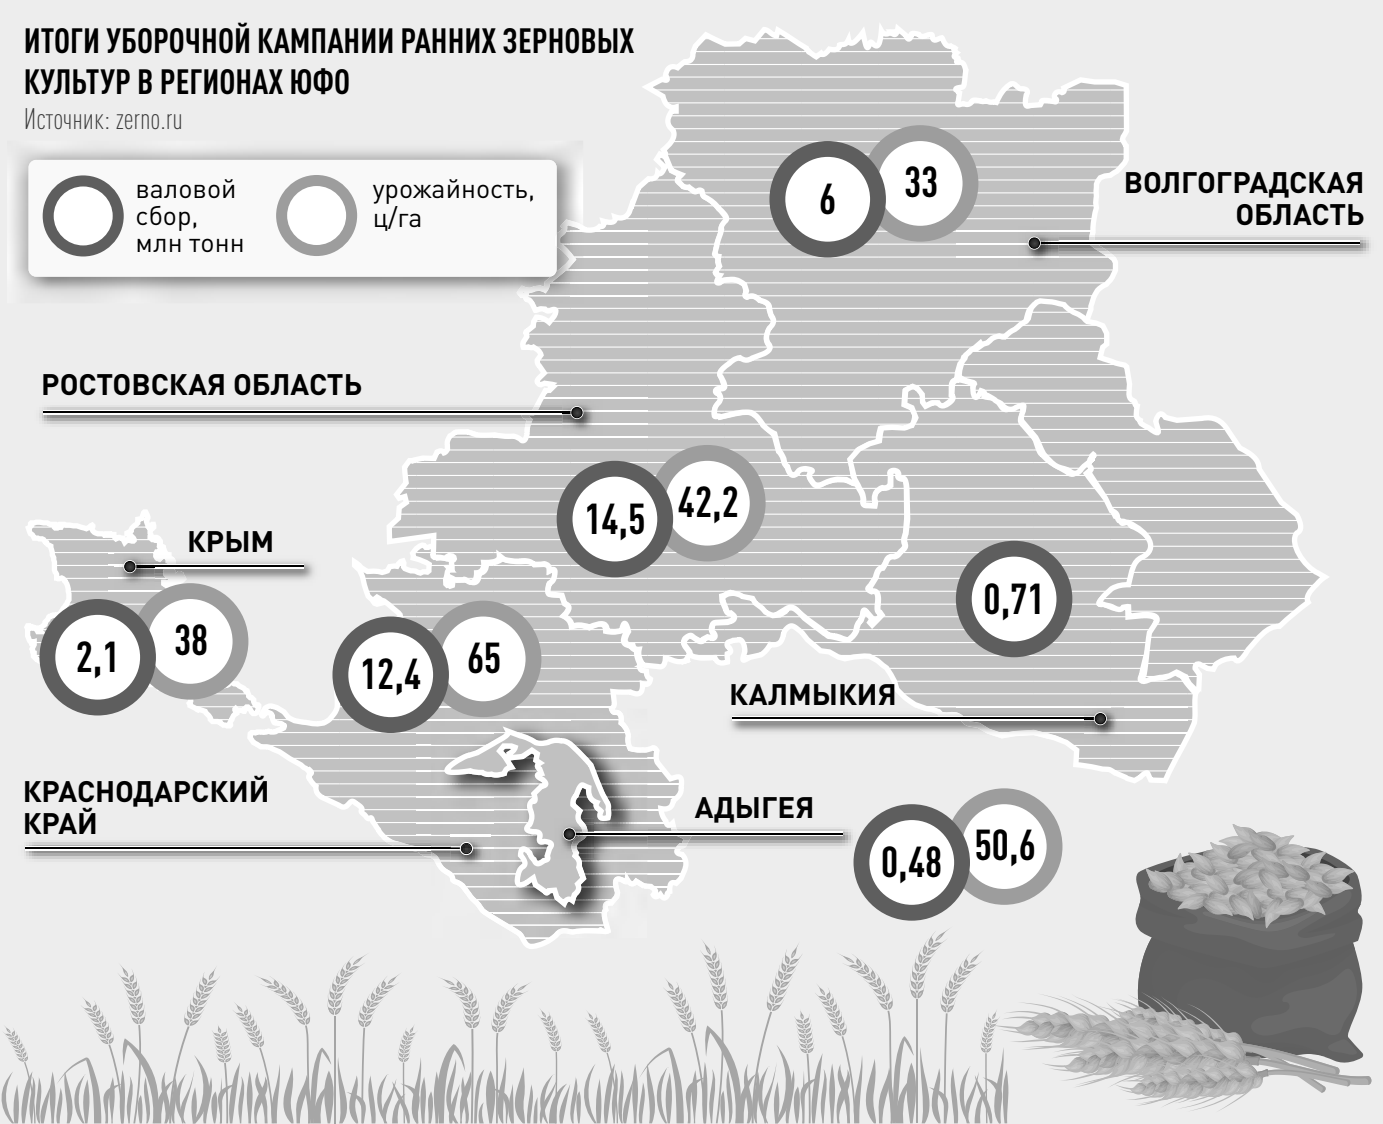 ИТОГИ УБОРОЧНОЙ КАМПАНИИ РАННИХ ЗЕРНОВЫХ
КУЛЬТУР В РЕГИОНАХ ЮФО
Источник: zerno.ru
валовой
сбор,
млн тонн
урожайность,
ц/га
6
33
ВОЛГОГРАДСКАЯ
ОБЛАСТЬ
РОСТОВСКАЯ ОБЛАСТЬ
14,5
42,2
КРЫМ
2,1
38
12,4
65
0,71
КАЛМЫКИЯ
КРАСНОДАРСКИЙ
КРАЙ
АДЫГЕЯ
0,48
50,6